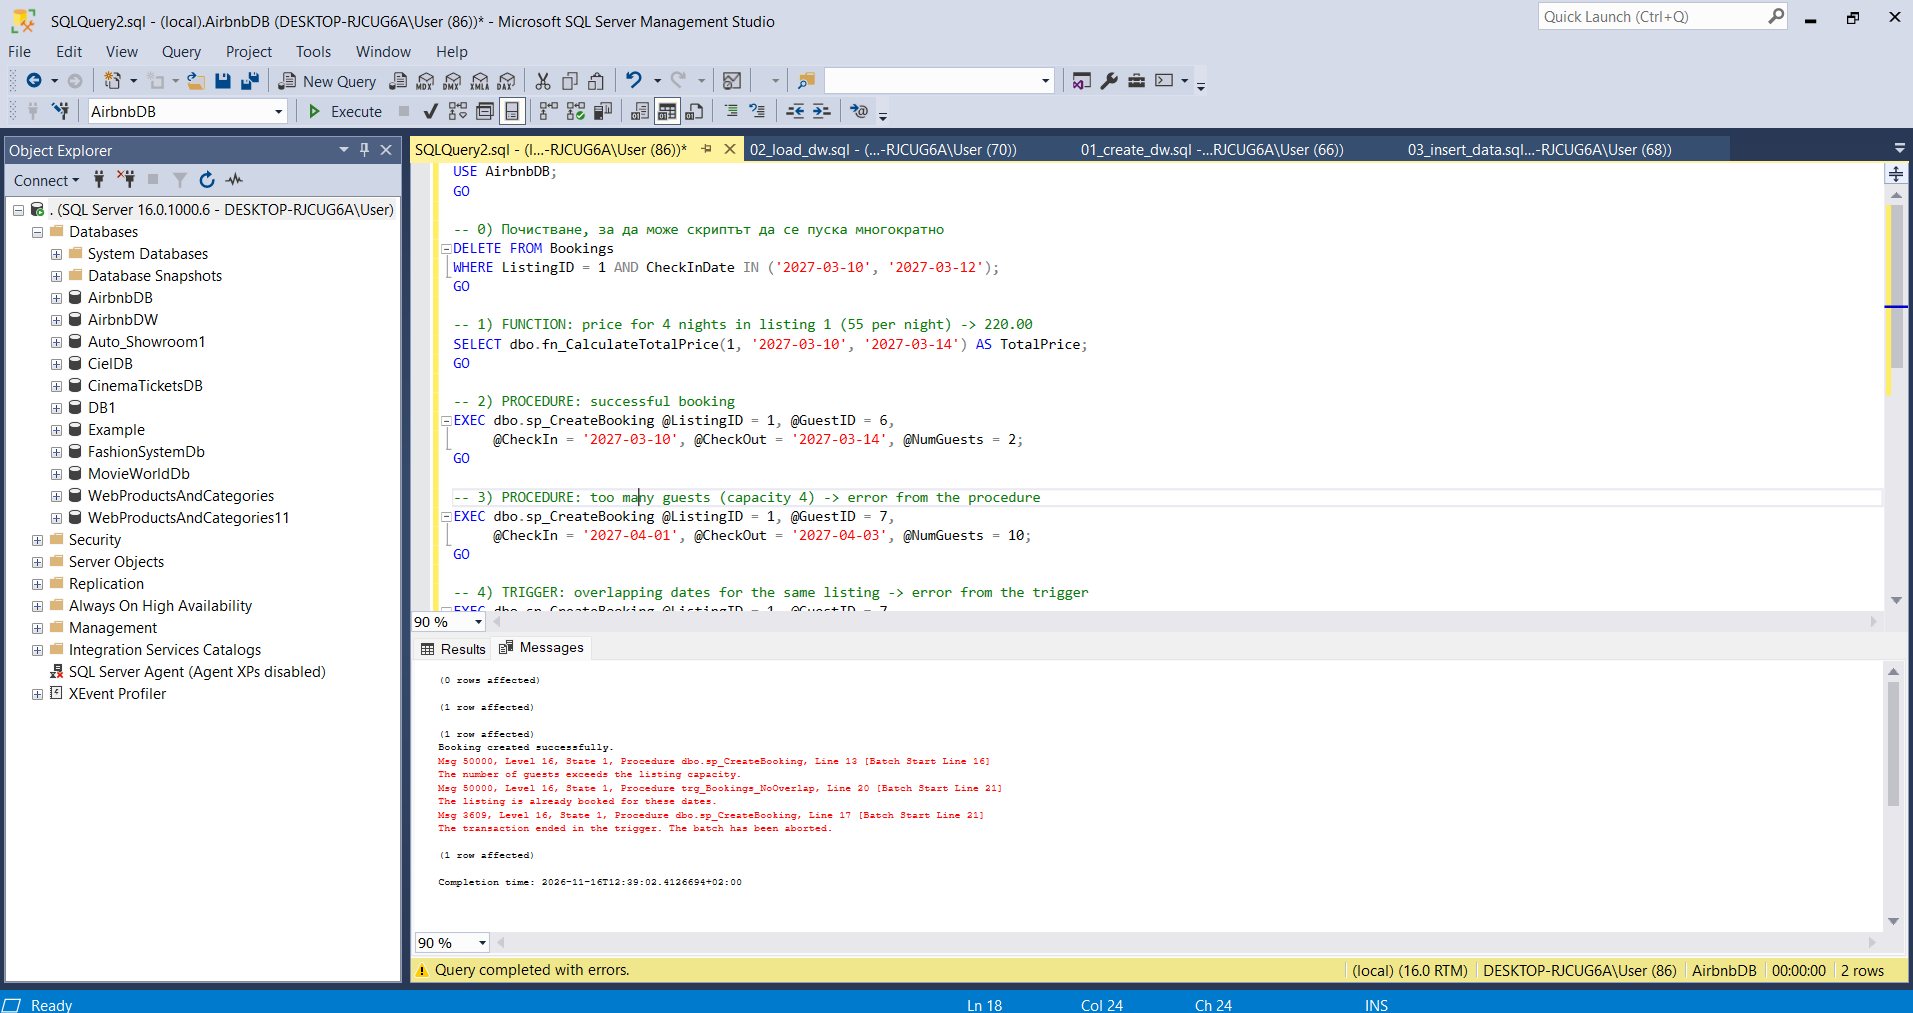 SQLQuery2.sql - (local).AirbnbDB (DESKTOP-RJCUG6A\User (86))* - Microsoft SQL Server Management Studio
Quick Launch (Ctrl+Q)
File Edit View Query Project Tools Window Help
New Query MDX DMX XMLA DAX
AirbnbDB Execute
Object Explorer
Connect
. (SQL Server 16.0.1000.6 - DESKTOP-RJCUG6A\User)
Databases
System Databases
Database Snapshots
AirbnbDB
AirbnbDW
Auto_Showroom1
CielDB
CinemaTicketsDB
DB1
Example
FashionSystemDb
MovieWorldDb
WebProductsAndCategories
WebProductsAndCategories11
Security
Server Objects
Replication
Always On High Availability
Management
Integration Services Catalogs
SQL Server Agent (Agent XPs disabled)
XEvent Profiler
SQLQuery2.sql - (l...-RJCUG6A\User (86))* 02_load_dw.sql - (...-RJCUG6A\User (70)) 01_create_dw.sql -...RJCUG6A\User (66)) 03_insert_data.sql...-RJCUG6A\User (68))
USE AirbnbDB;
GO
-- 0) Почистване, за да може скриптът да се пуска многократно
DELETE FROM Bookings
WHERE ListingID = 1 AND CheckInDate IN ('2027-03-10', '2027-03-12');
GO
-- 1) FUNCTION: price for 4 nights in listing 1 (55 per night) -> 220.00
SELECT dbo.fn_CalculateTotalPrice(1, '2027-03-10', '2027-03-14') AS TotalPrice;
GO
-- 2) PROCEDURE: successful booking
EXEC dbo.sp_CreateBooking @ListingID = 1, @GuestID = 6,
@CheckIn = '2027-03-10', @CheckOut = '2027-03-14', @NumGuests = 2;
GO
-- 3) PROCEDURE: too many guests (capacity 4) -> error from the procedure
EXEC dbo.sp_CreateBooking @ListingID = 1, @GuestID = 7,
@CheckIn = '2027-04-01', @CheckOut = '2027-04-03', @NumGuests = 10;
GO
-- 4) TRIGGER: overlapping dates for the same listing -> error from the trigger
EXEC dbo.sp_CreateBooking @ListingID = 1, @GuestID = 7,
90 %
Results Messages
(0 rows affected)
(1 row affected)
(1 row affected)
Booking created successfully.
Msg 50000, Level 16, State 1, Procedure dbo.sp_CreateBooking, Line 13 [Batch Start Line 16]
The number of guests exceeds the listing capacity.
Msg 50000, Level 16, State 1, Procedure trg_Bookings_NoOverlap, Line 20 [Batch Start Line 21]
The listing is already booked for these dates.
Msg 3609, Level 16, State 1, Procedure dbo.sp_CreateBooking, Line 17 [Batch Start Line 21]
The transaction ended in the trigger. The batch has been aborted.
(1 row affected)
Completion time: 2026-11-16T12:39:02.4126694+02:00
90 %
Query completed with errors. (local) (16.0 RTM) DESKTOP-RJCUG6A\User (86) AirbnbDB 00:00:00 2 rows
Ready Ln 18 Col 24 Ch 24 INS